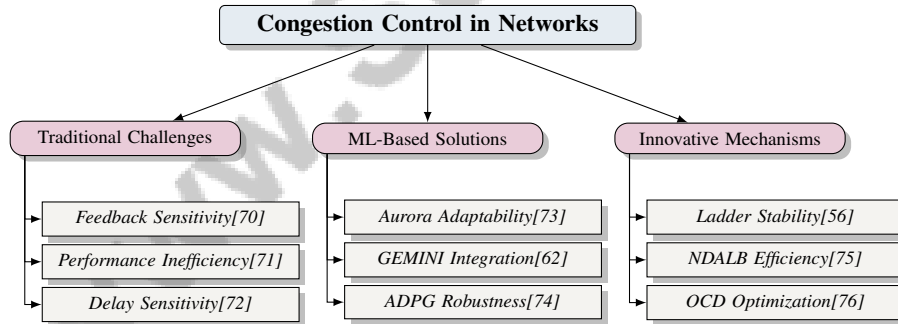 Congestion Control in Networks
Traditional Challenges
ML-Based Solutions
Innovative Mechanisms
Feedback Sensitivity[70]
Aurora Adaptability[73]
Ladder Stability[56]
Performance Inefficiency[71]
GEMINI Integration[62]
NDALB Efficiency[75]
Delay Sensitivity[72]
ADPG Robustness[74]
OCD Optimization[76]